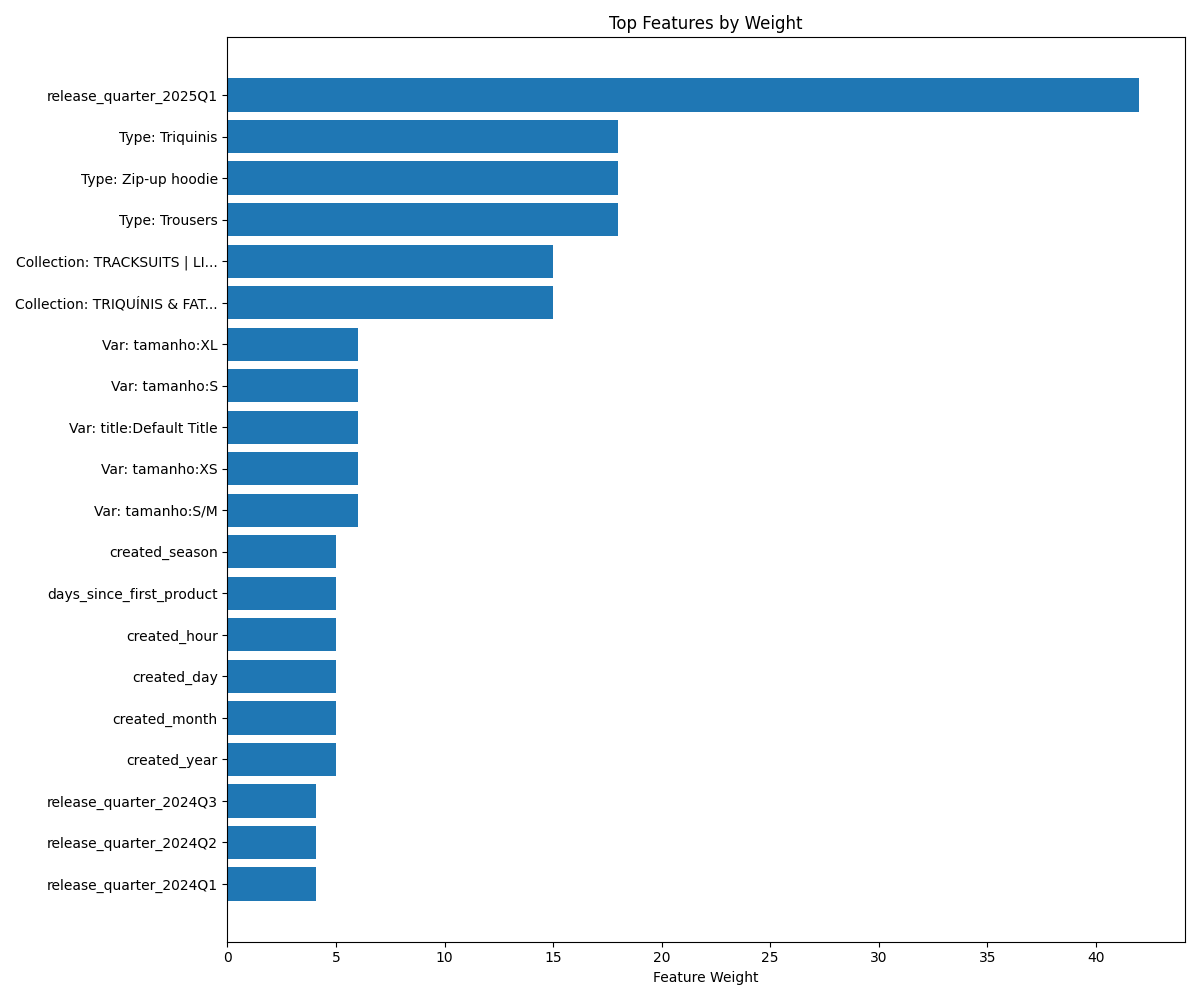 Top Features by Weight
release_quarter_2025Q1
Type: Triquinis
Type: Zip-up hoodie
Type: Trousers
Collection: TRACKSUITS | LI...
Collection: TRIQUÍNIS & FAT...
Var: tamanho:XL
Var: tamanho:S
Var: title:Default Title
Var: tamanho:XS
Var: tamanho:S/M
created_season
days_since_first_product
created_hour
created_day
created_month
created_year
release_quarter_2024Q3
release_quarter_2024Q2
release_quarter_2024Q1
0 5 10 15 20 25 30 35 40
Feature Weight